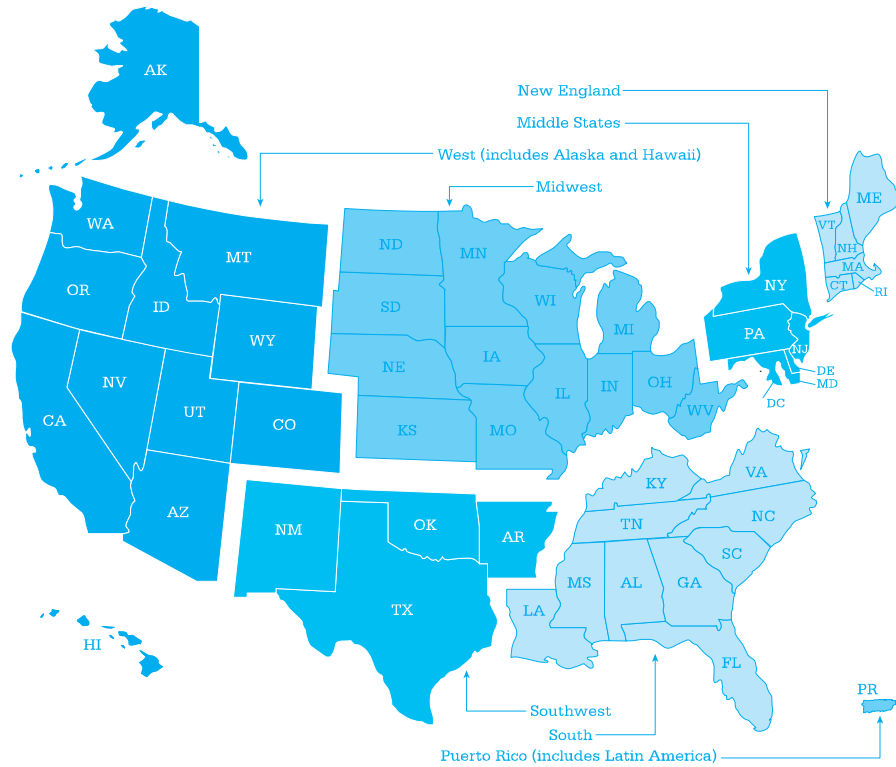 AK
New England
Middle States
West (includes Alaska and Hawaii)
Midwest
WA
MT
ND
MN
VT
ME
NH
OR
ID
SD
WI
MI
NY
MA
CT
RI
WY
PA
NJ
NV
NE
IA
OH
DE
MD
CA
UT
CO
KS
MO
IL
IN
WV
DC
AZ
NM
OK
AR
KY
VA
TN
NC
SC
TX
MS
AL
GA
LA
HI
FL
PR
Southwest
South
Puerto Rico (includes Latin America)